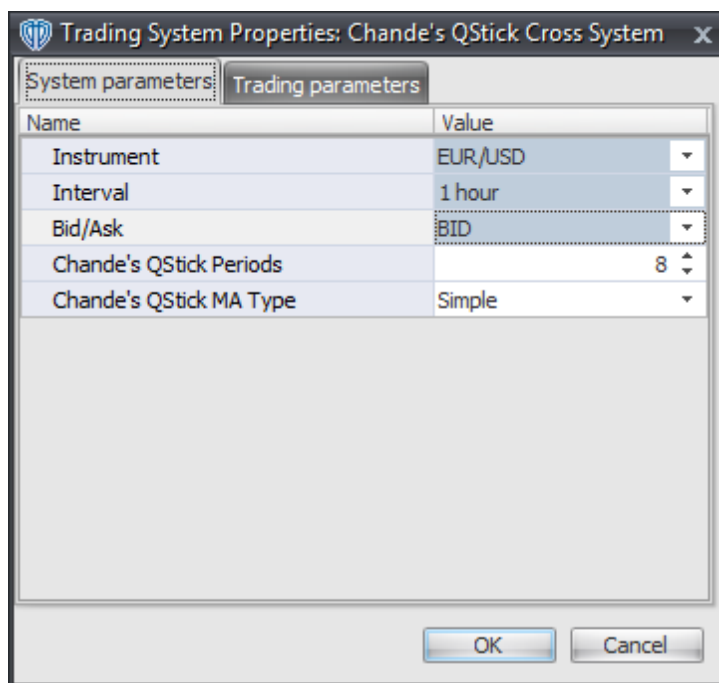 Trading System Properties: Chande's QStick Cross System x
System parameters Trading parameters
Name Value
Instrument EUR/USD
Interval 1 hour
Bid/Ask BID
Chande's QStick Periods 8
Chande's QStick MA Type Simple
OK Cancel